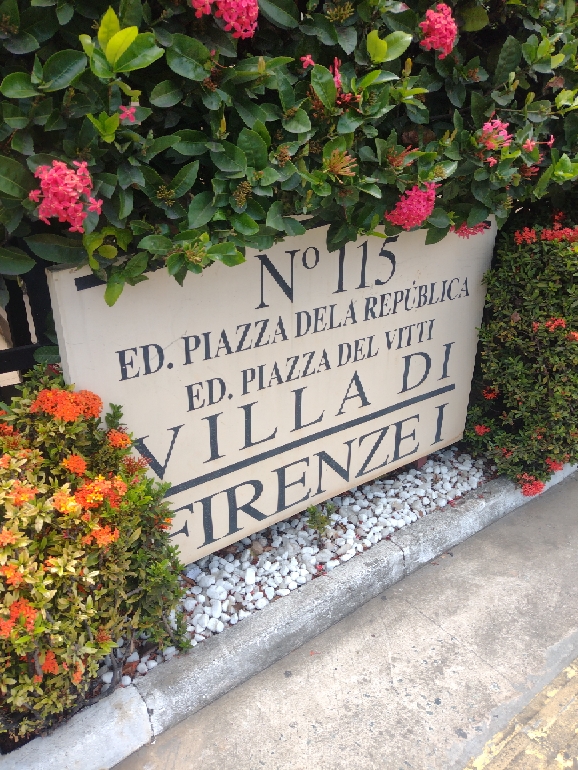 Nº 115
ED. PIAZZA DELA REPÚBLICA
ED. PIAZZA DEL VITTI
VILLA DI
FIRENZE I